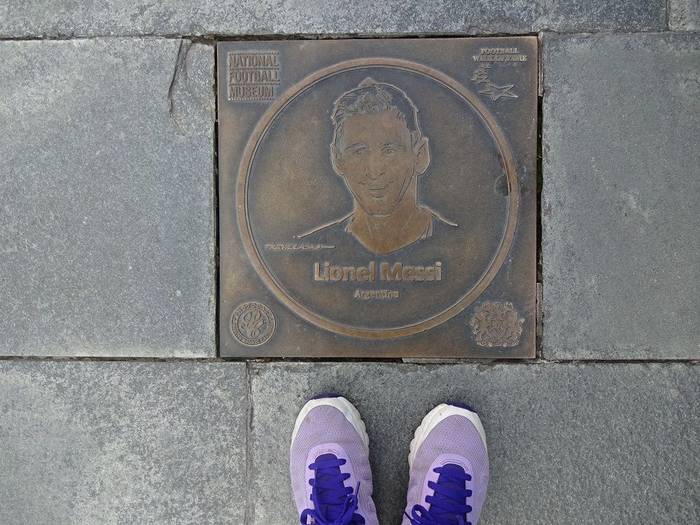 NATIONAL
FOOTBALL
MUSEUM
FOOTBALL
WALK OF FAME
Lionel Messi
Argentina